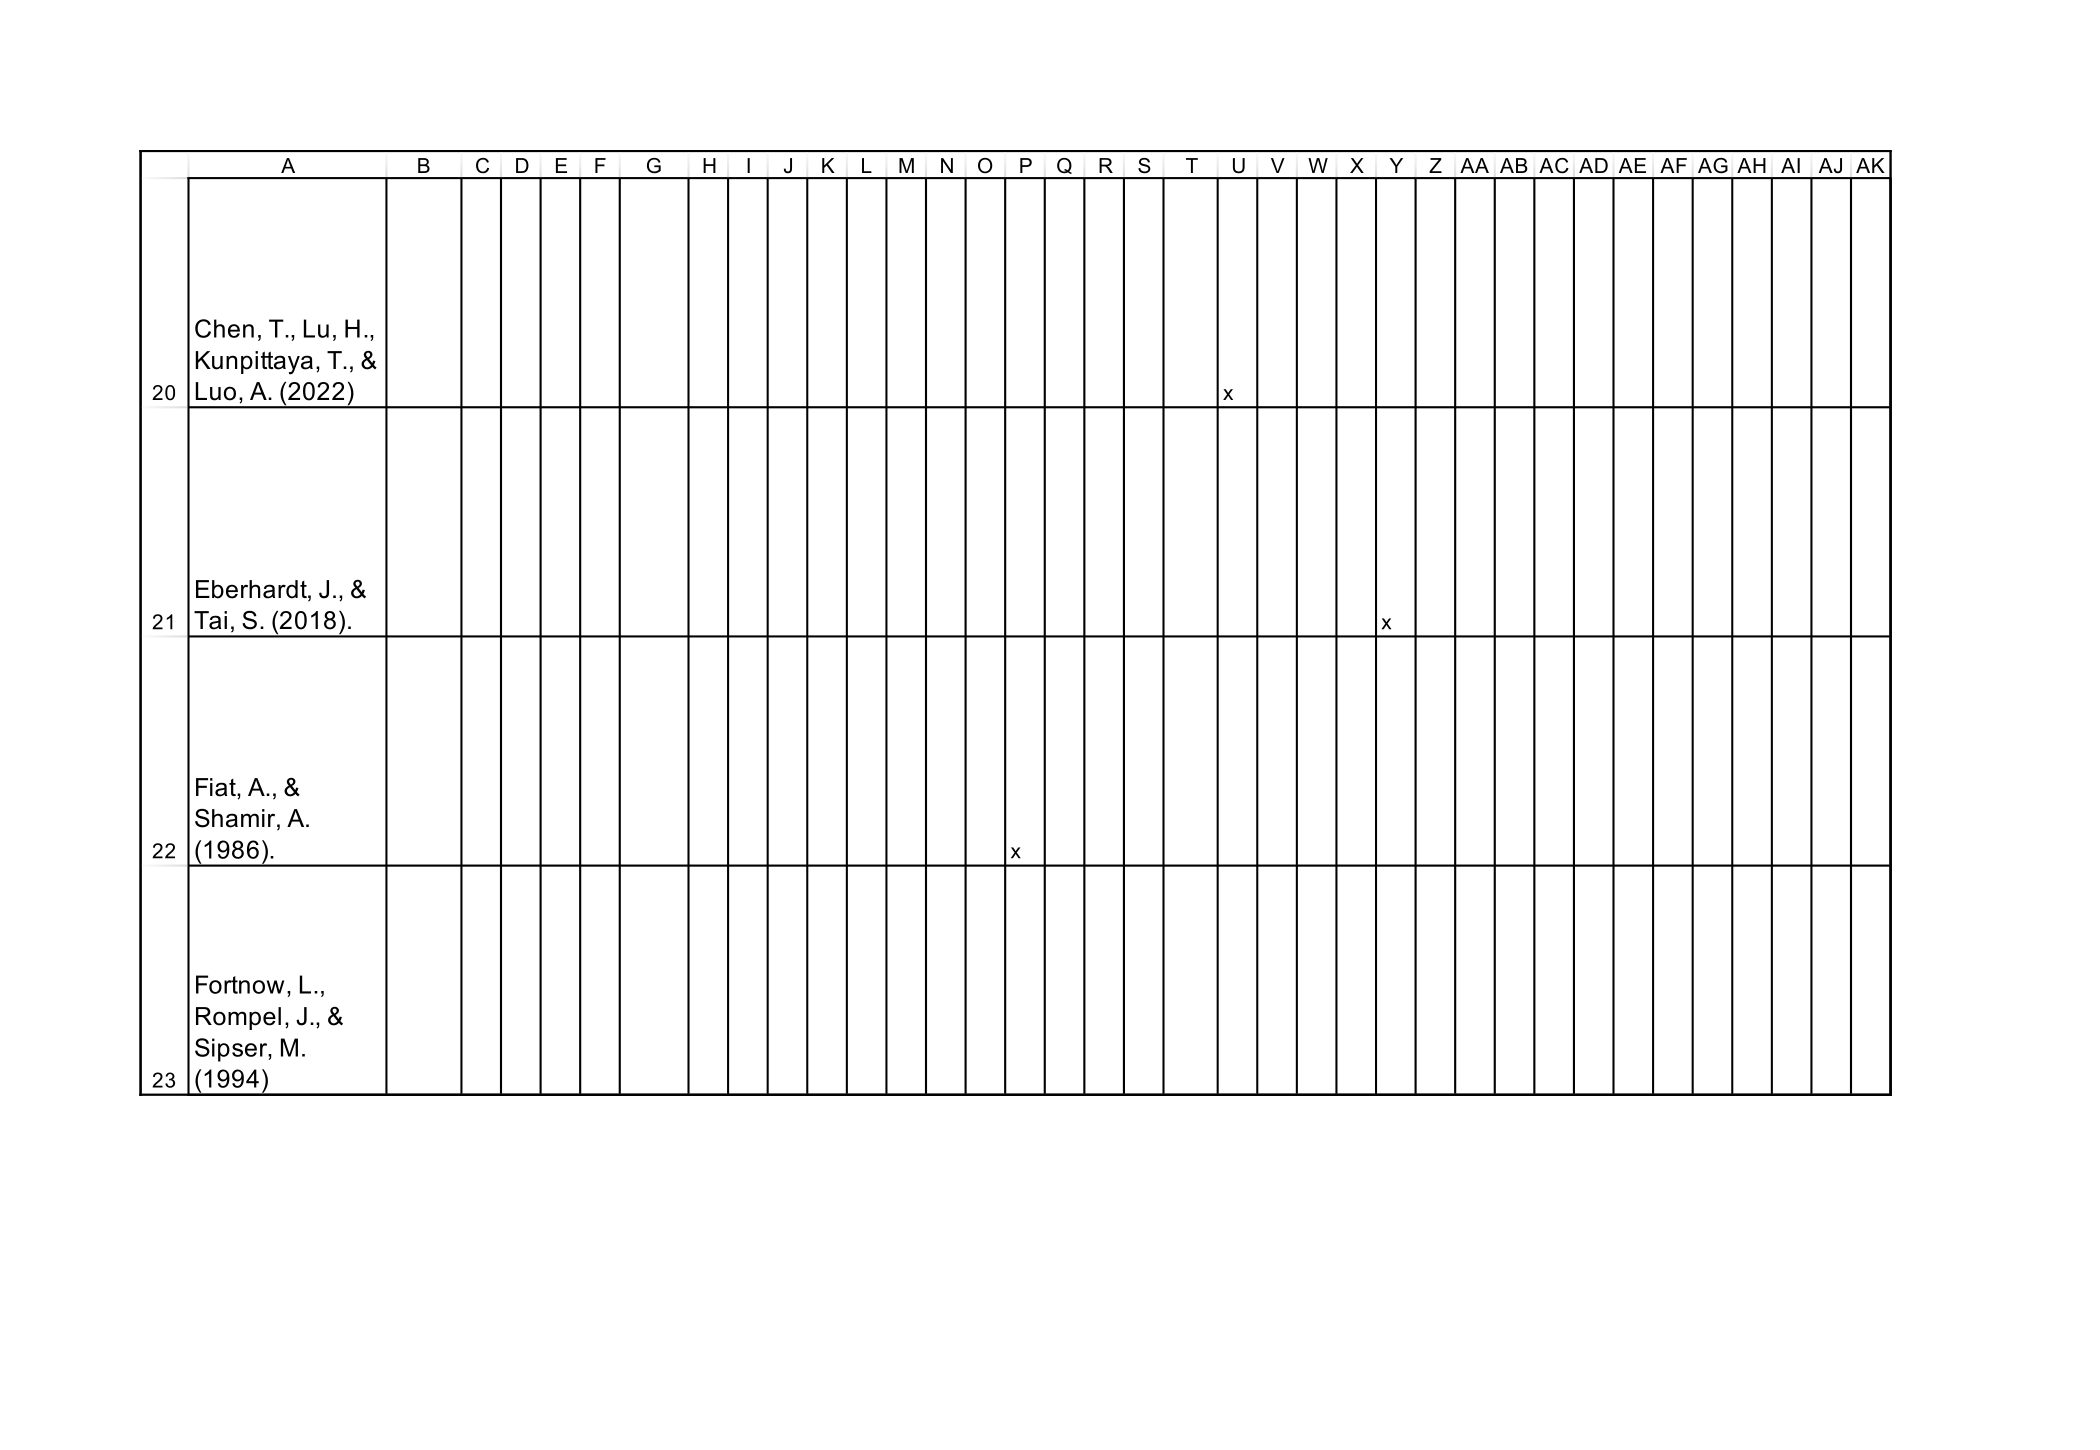 A B C D E F G H I J K L M N O P Q R S T U V W X Y Z AA AB AC AD AE AF AG AH AI AJ AK
Chen, T., Lu, H.,
Kunpittaya, T., &
20 Luo, A. (2022) x
Eberhardt, J., &
21 Tai, S. (2018). x
Fiat, A., &
Shamir, A.
22 (1986). x
Fortnow, L.,
Rompel, J., &
Sipser, M.
23 (1994)